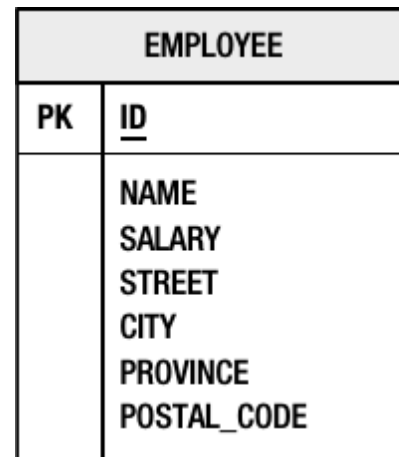 EMPLOYEE
PK ID
NAME
SALARY
STREET
CITY
PROVINCE
POSTAL_CODE